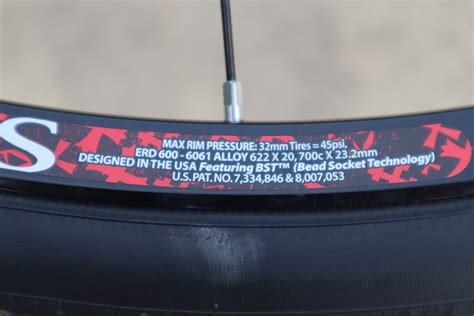 S
MAX RIM PRESSURE: 32mm Tires = 45psi,
ERD 600 - 6061 ALLOY 622 X 20, 700c X 23.2mm
DESIGNED IN THE USA Featuring BST™ (Bead Socket Technology)
U.S. PAT. NO. 7,334,846 & 8,007,053